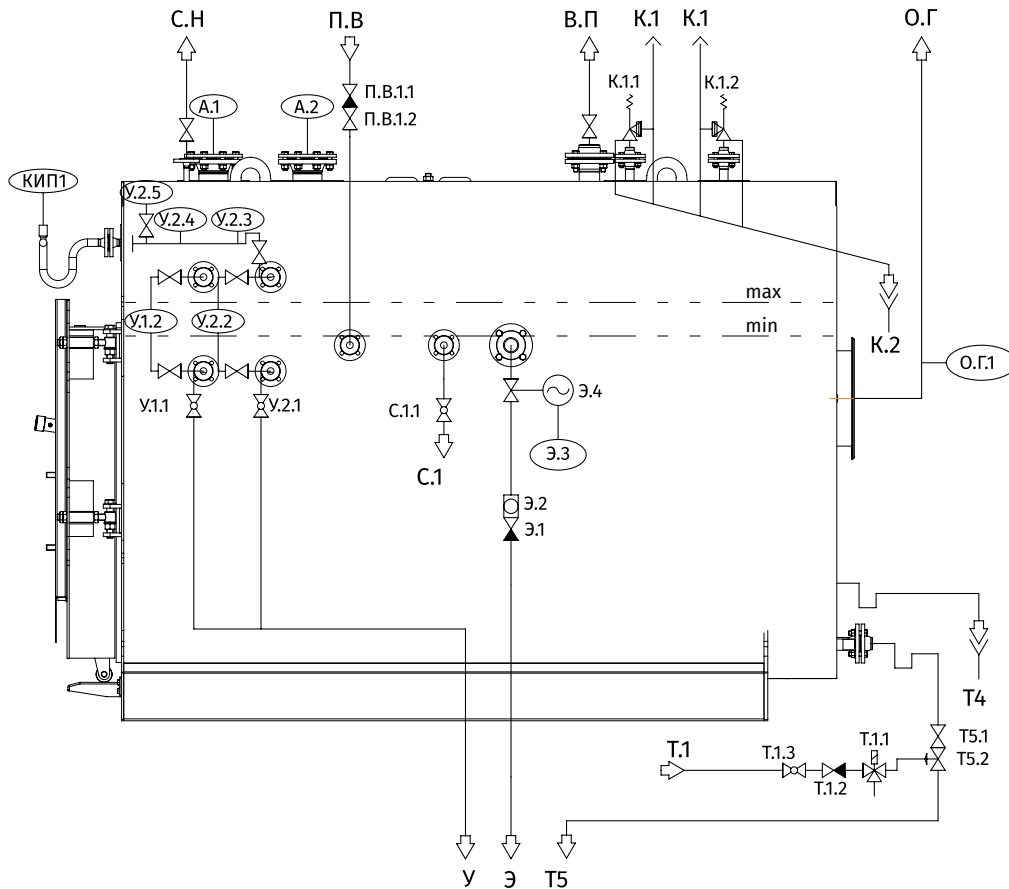 С.Н
П.В
В.П
К.1
К.1
О.Г
К.1.1
К.1.2
А.1
А.2
П.В.1.1
П.В.1.2
КИП1
У.2.5
У.2.4
У.2.3
max
У.1.2
У.2.2
min
К.2
О.Г.1
У.1.1
У.2.1
С.1.1
Э.4
Э.3
С.1
Э.2
Э.1
Т4
Т.1
Т.1.3
Т.1.1
Т5.1
Т5.2
Т.1.2
У
Э
Т5